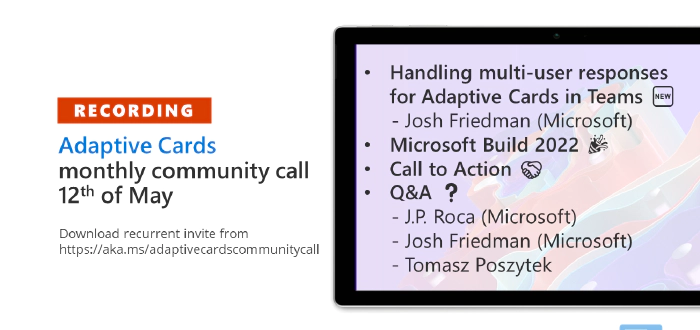 RECORDING
Adaptive Cards
monthly community call
12th of May
Download recurrent invite from
https://aka.ms/adaptivecardscommunitycall
• Handling multi-user responses
for Adaptive Cards in Teams NEW
- Josh Friedman (Microsoft)
• Microsoft Build 2022 🎉
• Call to Action 🤝
• Q&A ❓
- J.P. Roca (Microsoft)
- Josh Friedman (Microsoft)
- Tomasz Poszytek